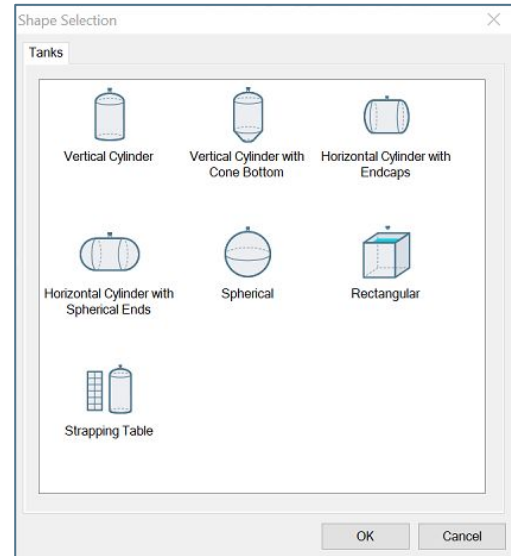 Shape Selection
Tanks
Vertical Cylinder
Vertical Cylinder with
Cone Bottom
Horizontal Cylinder with
Endcaps
Horizontal Cylinder with
Spherical Ends
Spherical
Rectangular
Strapping Table
OK
Cancel